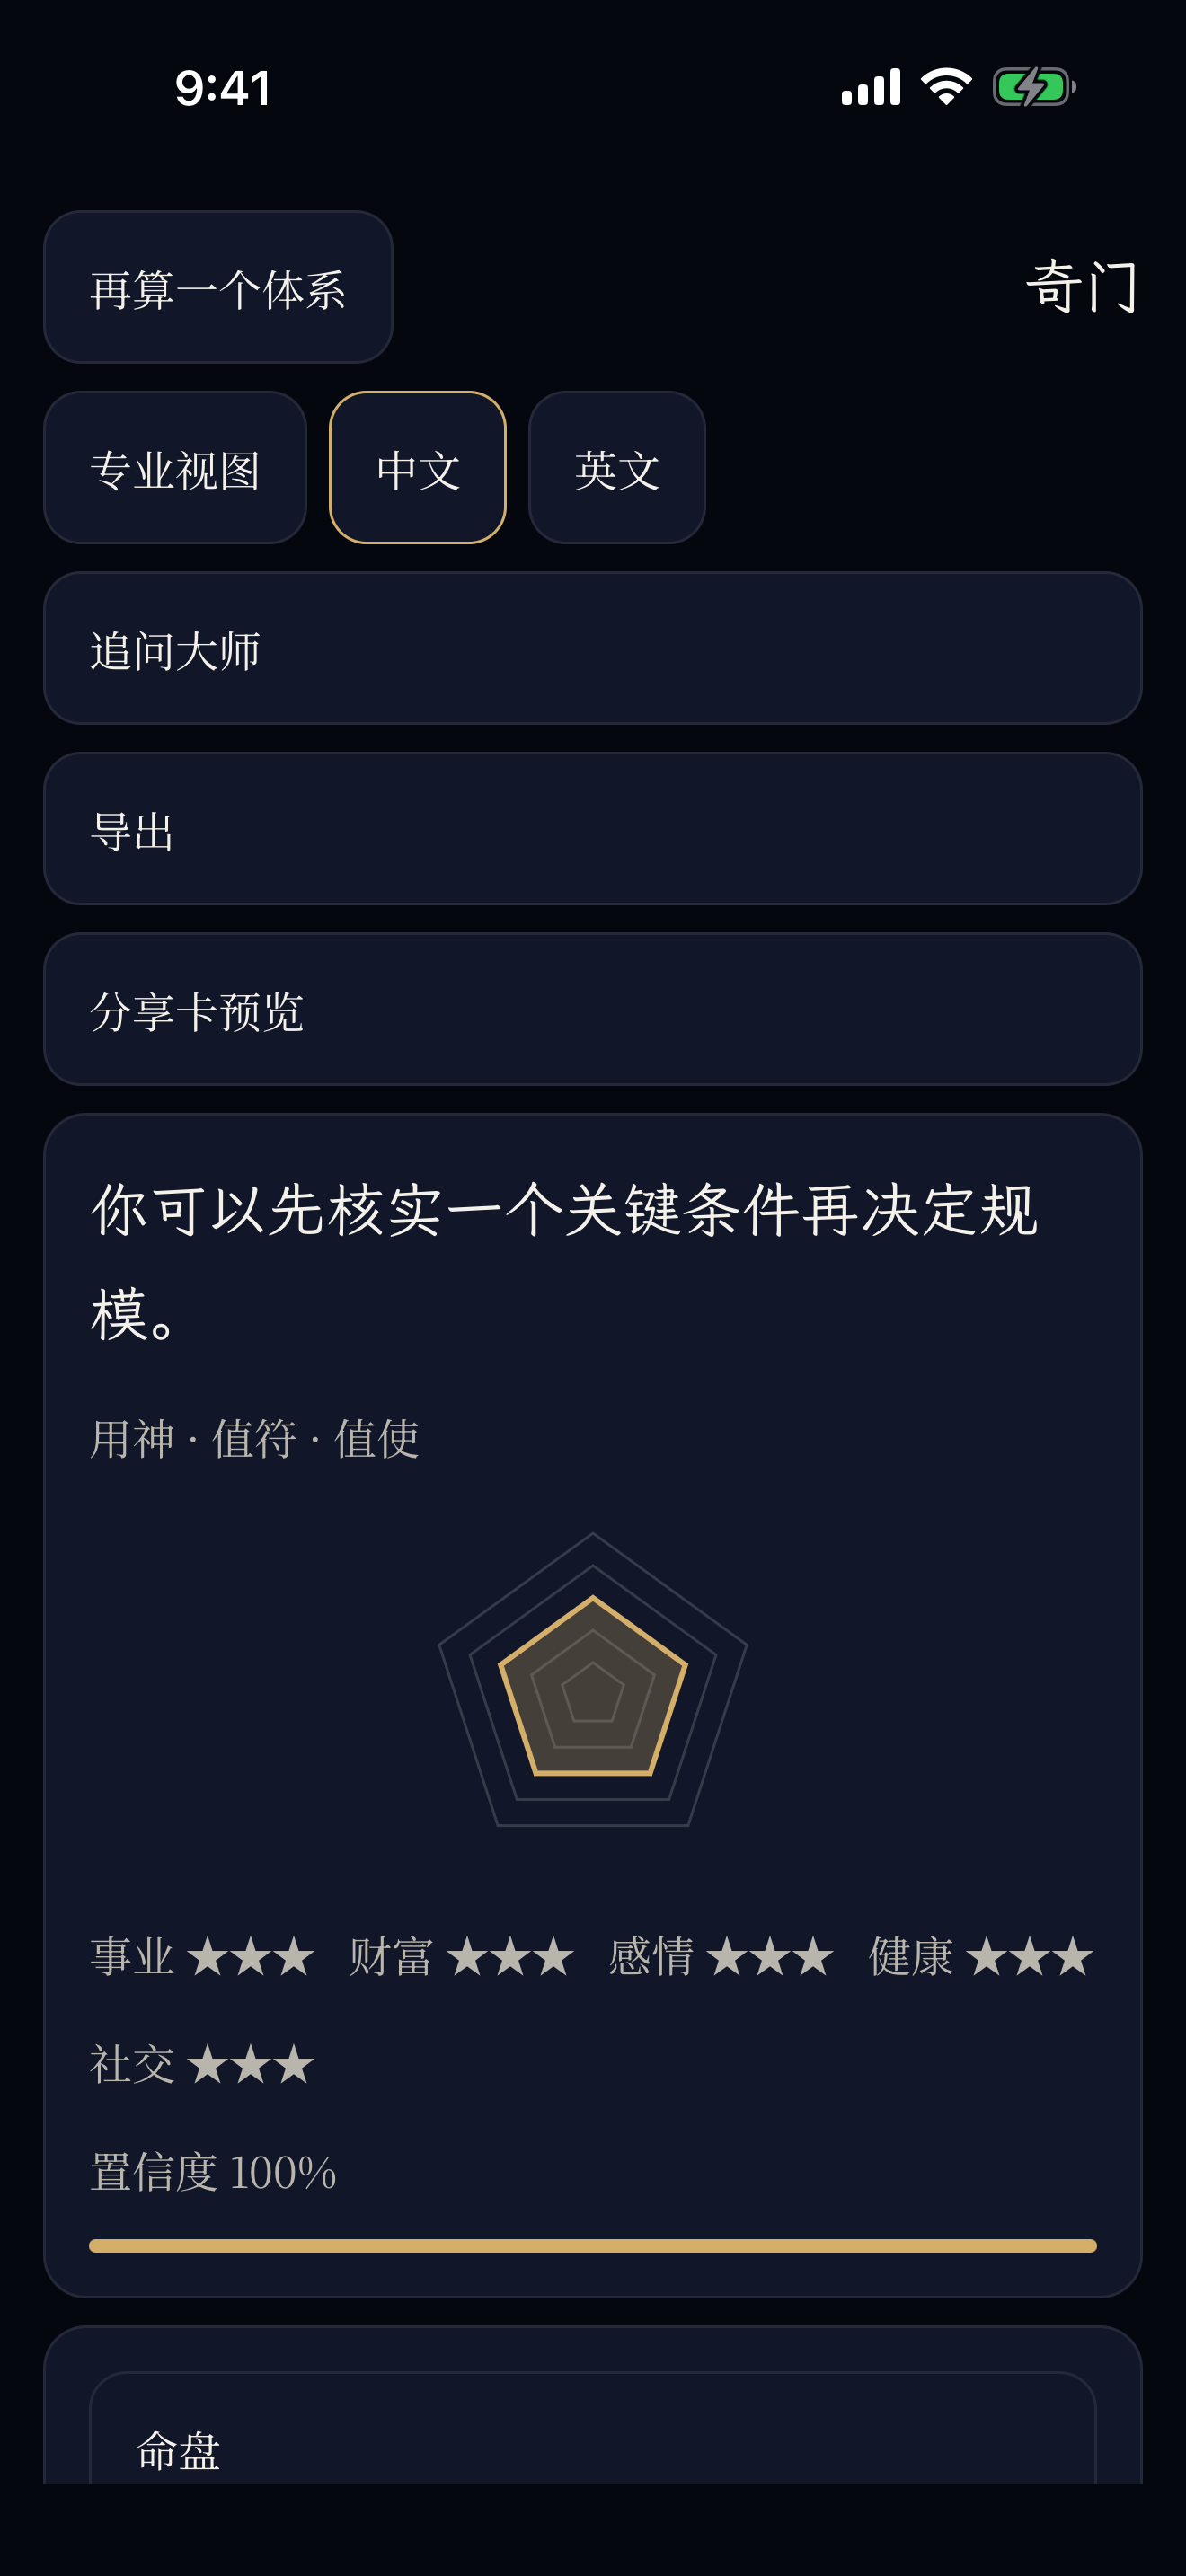 9:41
再算一个体系
奇门
专业视图 中文 英文
追问大师
导出
分享卡预览
你可以先核实一个关键条件再决定规
模。
用神 · 值符 · 值使
事业 ★★★ 财富 ★★★ 感情 ★★★ 健康 ★★★
社交 ★★★
置信度 100%
命盘